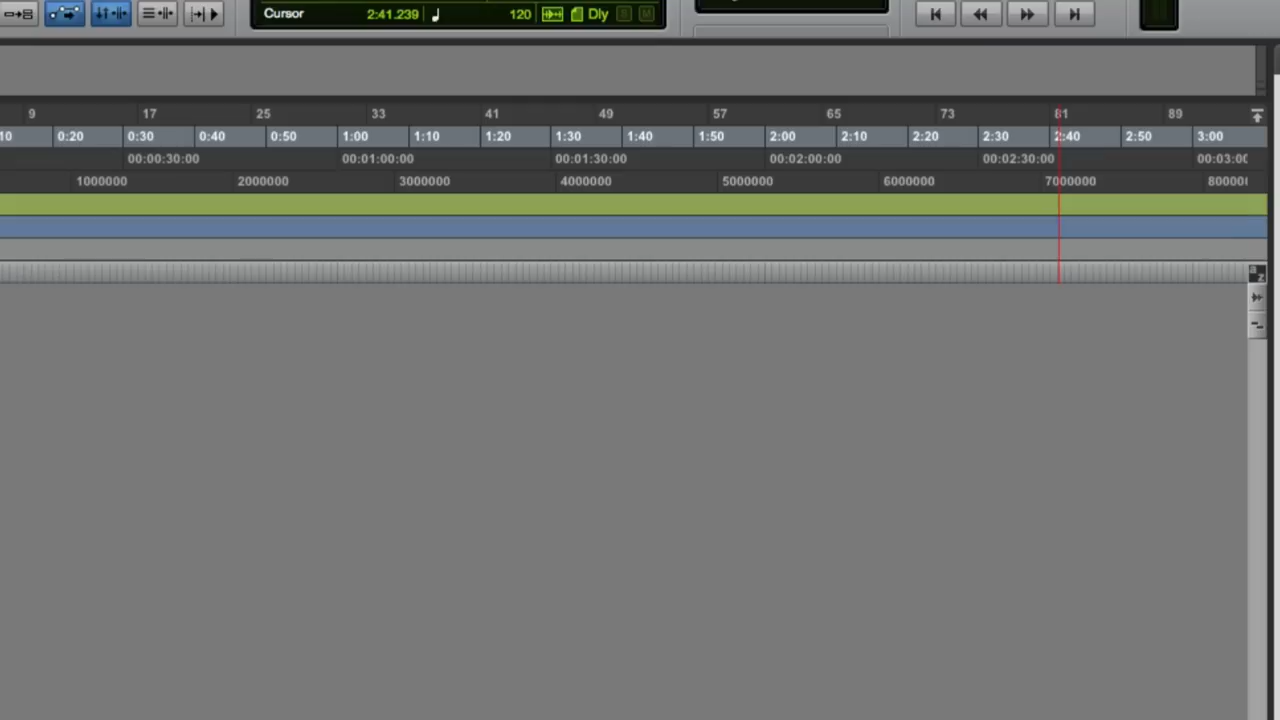 Cursor 2:41.239 120 Dly
9 17 25 33 41 49 57 65 73 81 89
10 0:20 0:30 0:40 0:50 1:00 1:10 1:20 1:30 1:40 1:50 2:00 2:10 2:20 2:30 2:40 2:50 3:00
00:00:30:00 00:01:00:00 00:01:30:00 00:02:00:00 00:02:30:00 00:03:00
1000000 2000000 3000000 4000000 5000000 6000000 7000000 800000
a
z